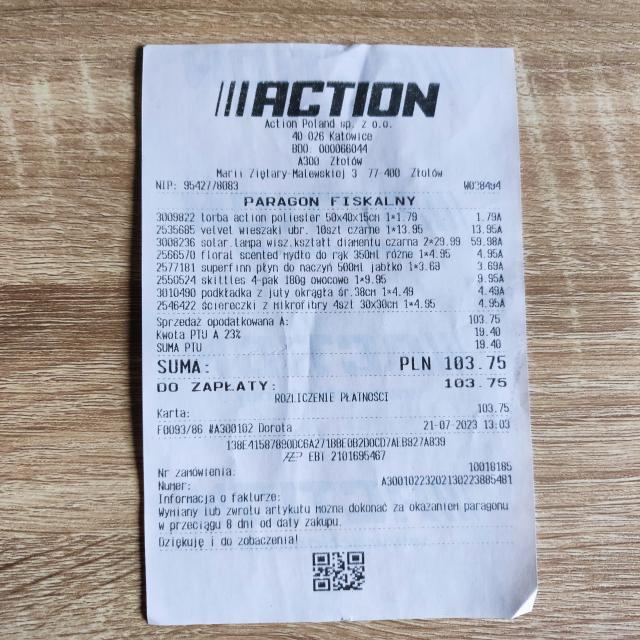 ACTION
Action Poland sp. z o.o.
40-026 Katowice
BDO 000066044
A300 Złotów
Marii Ziętary-Malewskiej 3 77-400 Złotów
NIP: 9542778083 W038494
PARAGON FISKALNY
3009822 torba action poliester 50x40x15cm 1*1.79 1.79A
2535685 velvet wieszaki ubr. 10szt czarne 1*13.95 13.95A
3008236 solar.lampa wisz.kształt diamentu czarna 2*29.99 59.98A
2566570 floral scented mydło do rąk 350ml różne 1*4.95 4.95A
2577181 superfinn płyn do naczyń 500ml jabłko 1*3.69 3.69A
2550524 skittles 4-pak 180g owocowe 1*9.95 9.95A
3010490 podkładka z juty okrągła śr.38cm 1*4.49 4.49A
2546422 ściereczki z mikrofibry 4szt 30x30cm 1*4.95 4.95A
Sprzedaż opodatkowana A: 103.75
Kwota PTU A 23% 19.40
SUMA PTU 19.40
SUMA: PLN 103.75
DO ZAPŁATY: 103.75
ROZLICZENIE PŁATNOŚCI
Karta: 103.75
F0093/86 #A300102 Dorota 21-07-2023 13:03
EBT 2101695467
Nr zamówienia: 10018185
Numer: A30010223202130223885481
Informacja o fakturze:
Wymiany lub zwrotu artykułu można dokonać za okazaniem paragonu
w przeciągu 8 dni od daty zakupu.
Dziękuję i do zobaczenia!